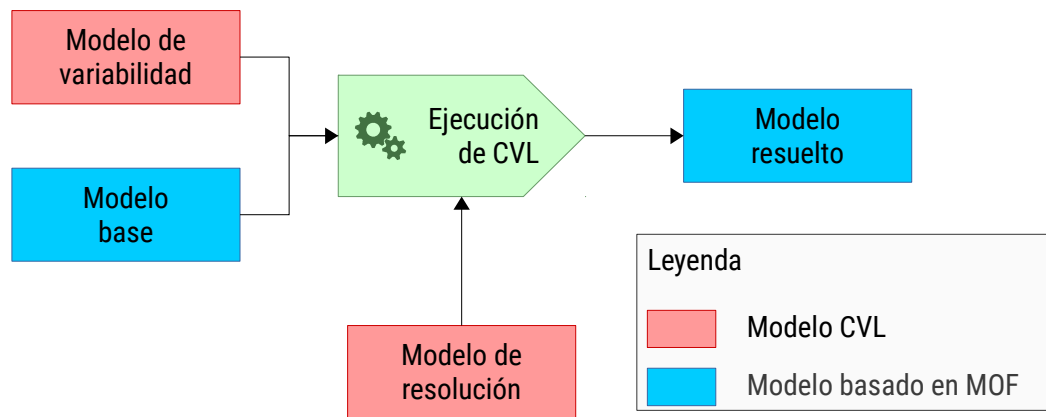 Modelo de
variabilidad
Modelo
base
Ejecución
de CVL
Modelo
resuelto
Modelo de
resolución
Leyenda
Modelo CVL
Modelo basado en MOF